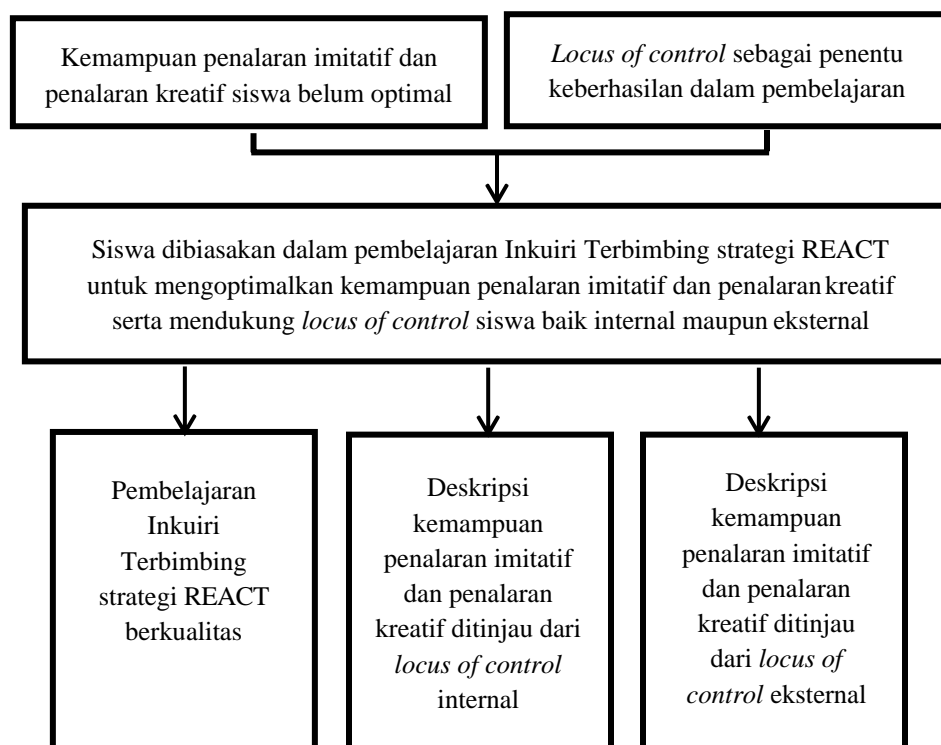 Kemampuan penalaran imitatif dan
penalaran kreatif siswa belum optimal
Locus of control sebagai penentu
keberhasilan dalam pembelajaran
Siswa dibiasakan dalam pembelajaran Inkuiri Terbimbing strategi REACT
untuk mengoptimalkan kemampuan penalaran imitatif dan penalaran kreatif
serta mendukung locus of control siswa baik internal maupun eksternal
Pembelajaran
Inkuiri
Terbimbing
strategi REACT
berkualitas
Deskripsi
kemampuan
penalaran imitatif
dan penalaran
kreatif ditinjau dari
locus of control
internal
Deskripsi
kemampuan
penalaran imitatif
dan penalaran
kreatif ditinjau
dari locus of
control eksternal